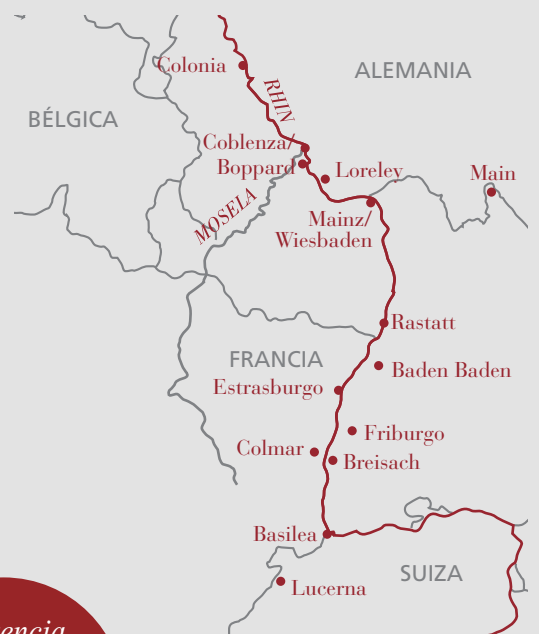 Colonia
RHIN
ALEMANIA
BÉLGICA
Coblenza/
Boppard
Loreley
Main
MOSELA
Mainz/
Wiesbaden
Rastatt
FRANCIA
Baden Baden
Estrasburgo
Friburgo
Colmar
Breisach
Basilea
SUIZA
Lucerna